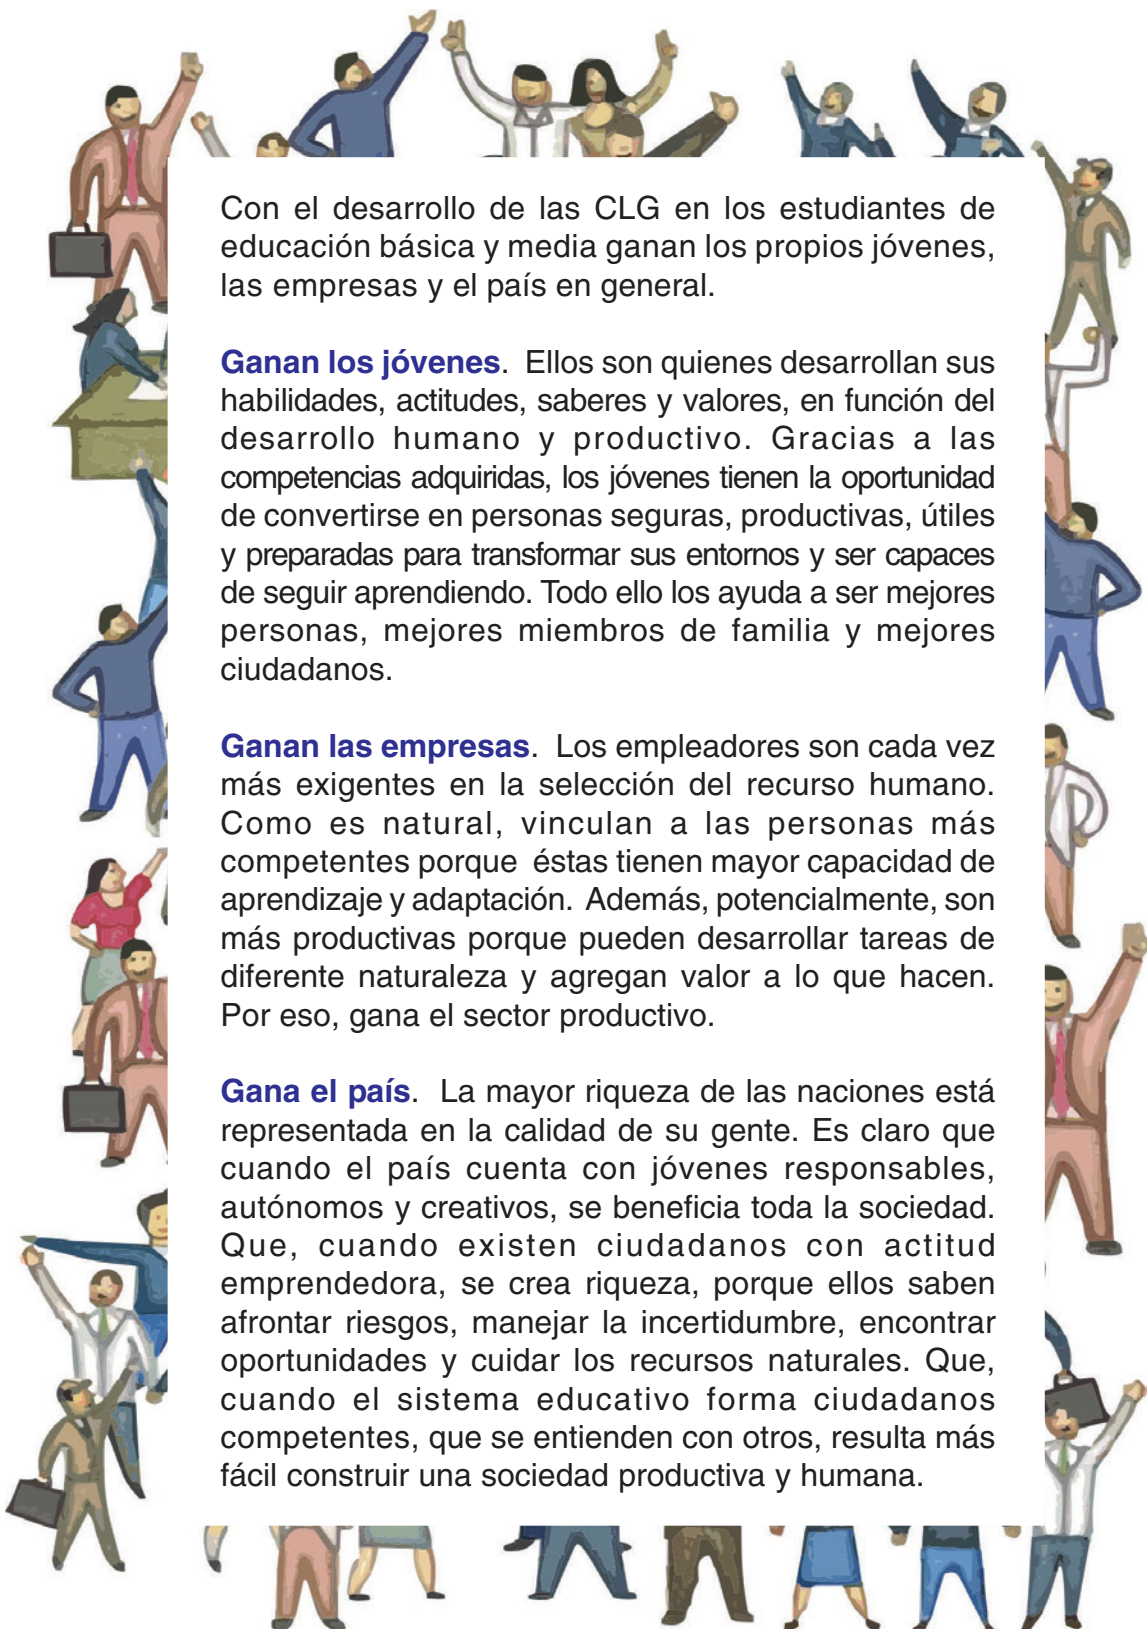 Con el desarrollo de las CLG en los estudiantes de
educación básica y media ganan los propios jóvenes,
las empresas y el país en general.
Ganan los jóvenes.  Ellos son quienes desarrollan sus
habilidades, actitudes, saberes y valores, en función del
desarrollo humano y productivo. Gracias a las
competencias adquiridas, los jóvenes tienen la oportunidad
de convertirse en personas seguras, productivas, útiles
y preparadas para transformar sus entornos y ser capaces
de seguir aprendiendo. Todo ello los ayuda a ser mejores
personas, mejores miembros de familia y mejores
ciudadanos.
Ganan las empresas.  Los empleadores son cada vez
más exigentes en la selección del recurso humano.
Como es natural, vinculan a las personas más
competentes porque  éstas tienen mayor capacidad de
aprendizaje y adaptación.  Además, potencialmente, son
más productivas porque pueden desarrollar tareas de
diferente naturaleza y agregan valor a lo que hacen.
Por eso, gana el sector productivo.
Gana el país.  La mayor riqueza de las naciones está
representada en la calidad de su gente. Es claro que
cuando el país cuenta con jóvenes responsables,
autónomos y creativos, se beneficia toda la sociedad.
Que, cuando existen ciudadanos con actitud
emprendedora, se crea riqueza, porque ellos saben
afrontar riesgos, manejar la incertidumbre, encontrar
oportunidades y cuidar los recursos naturales. Que,
cuando el sistema educativo forma ciudadanos
competentes, que se entienden con otros, resulta más
fácil construir una sociedad productiva y humana.